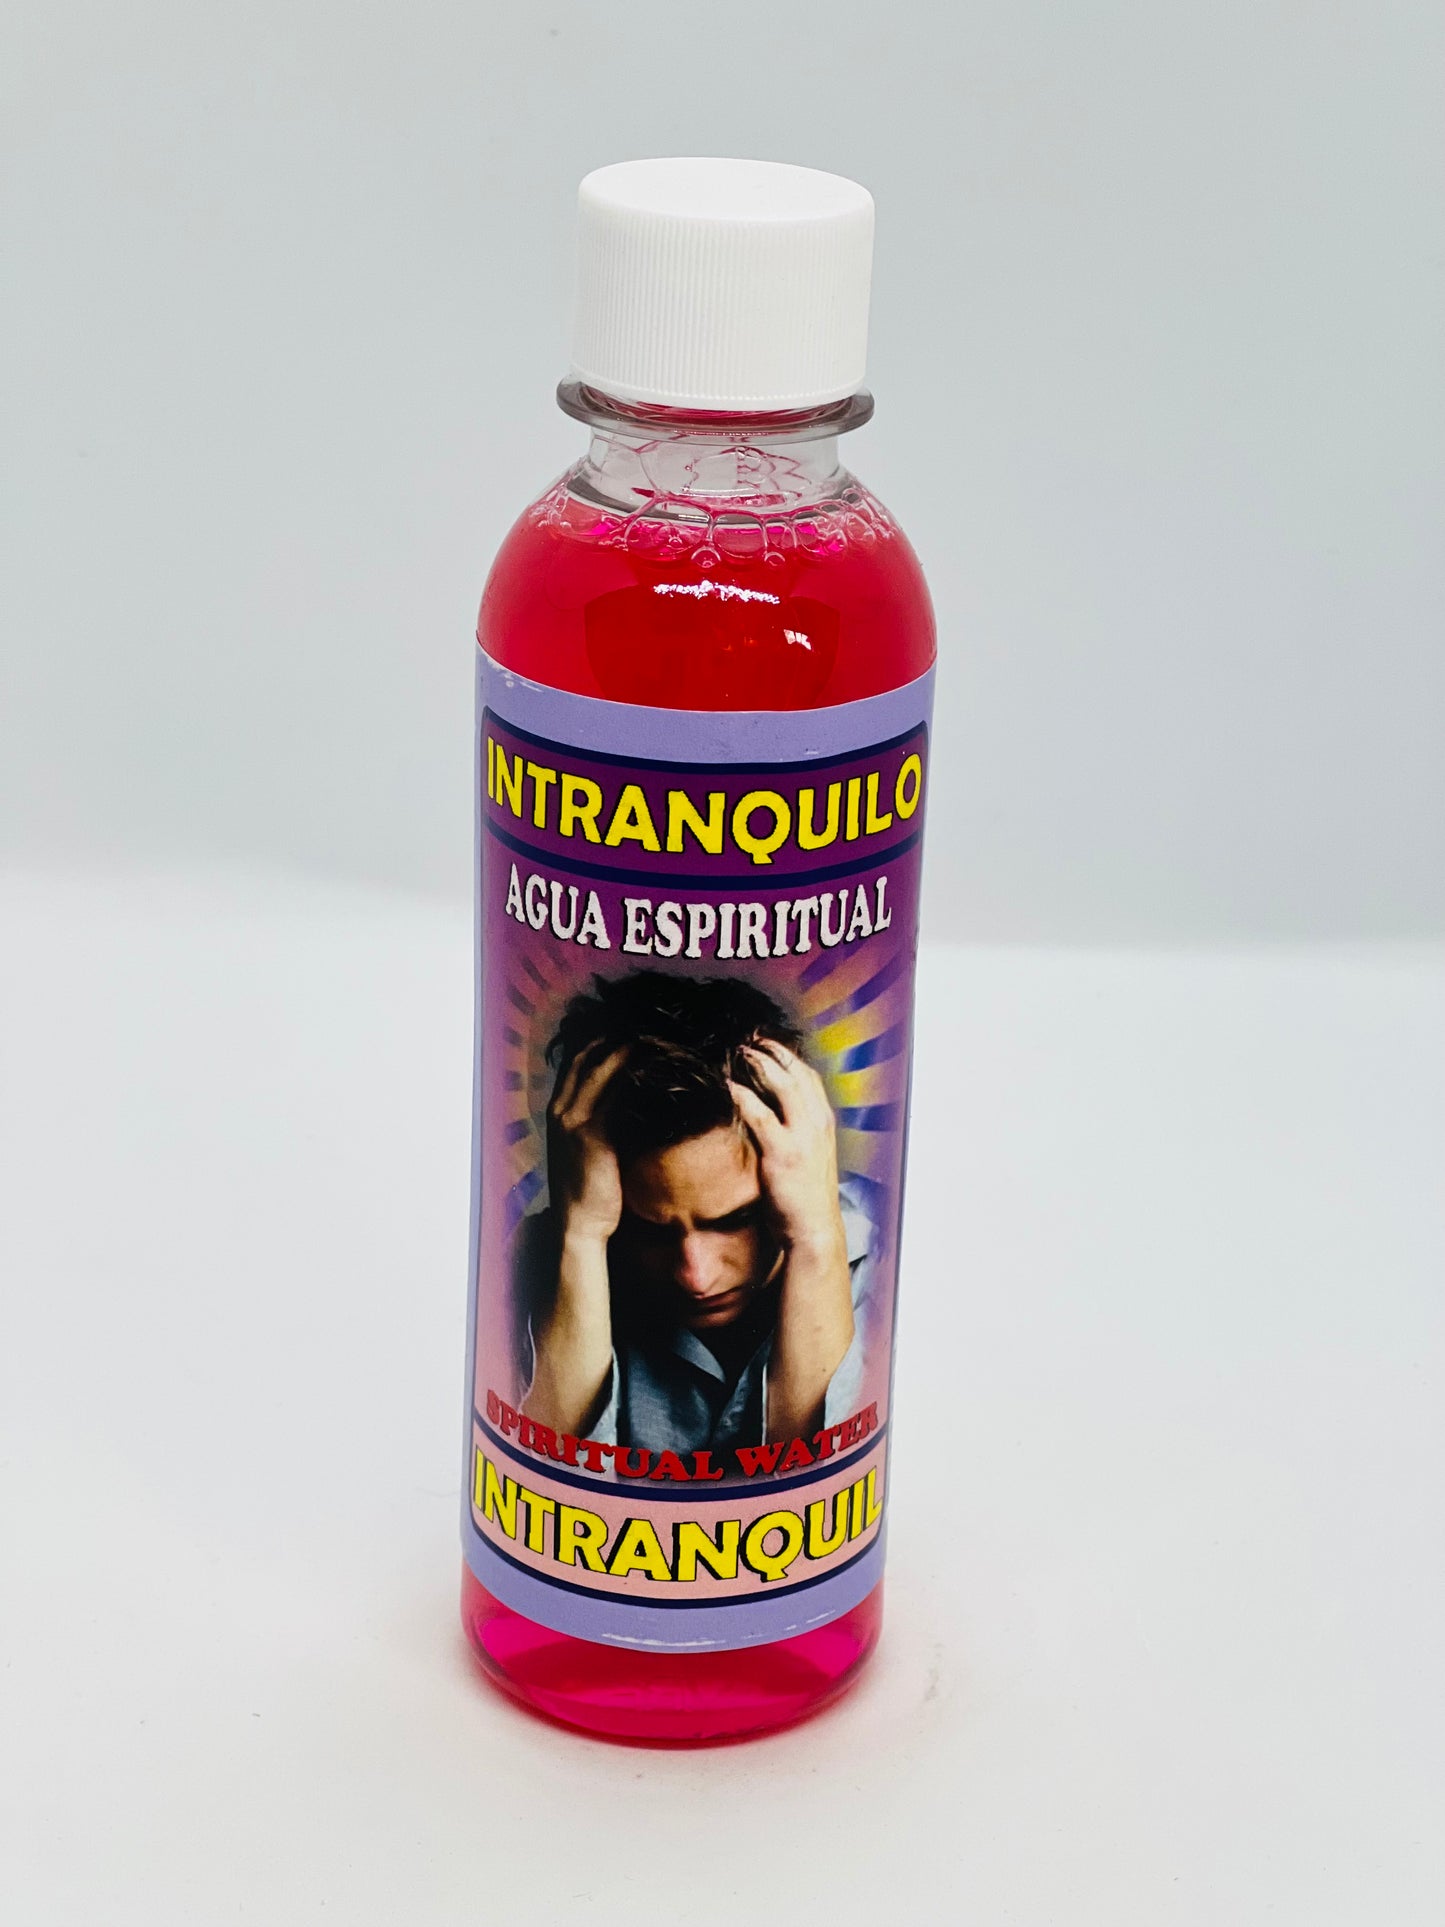 INTRANQUILO
AGUA ESPIRITUAL
SPIRITUAL WATER
INTRANQUIL